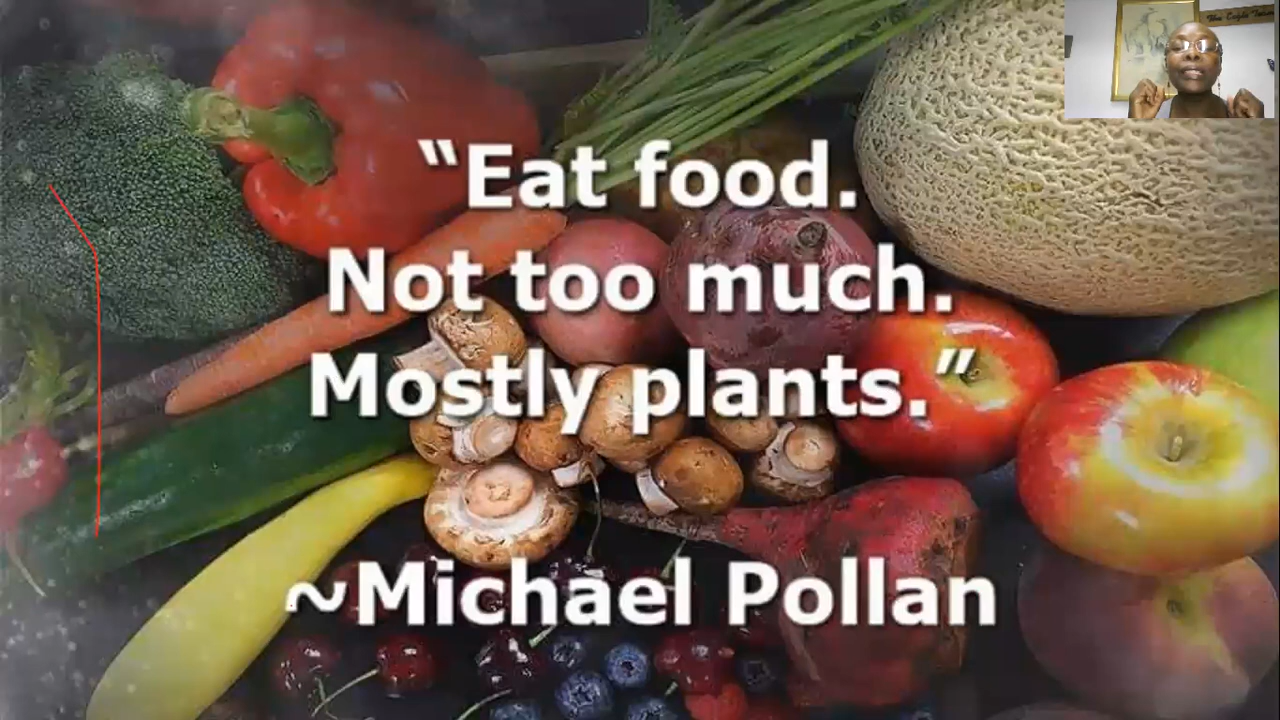 “Eat food.
Not too much.
Mostly plants.”
~Michael Pollan